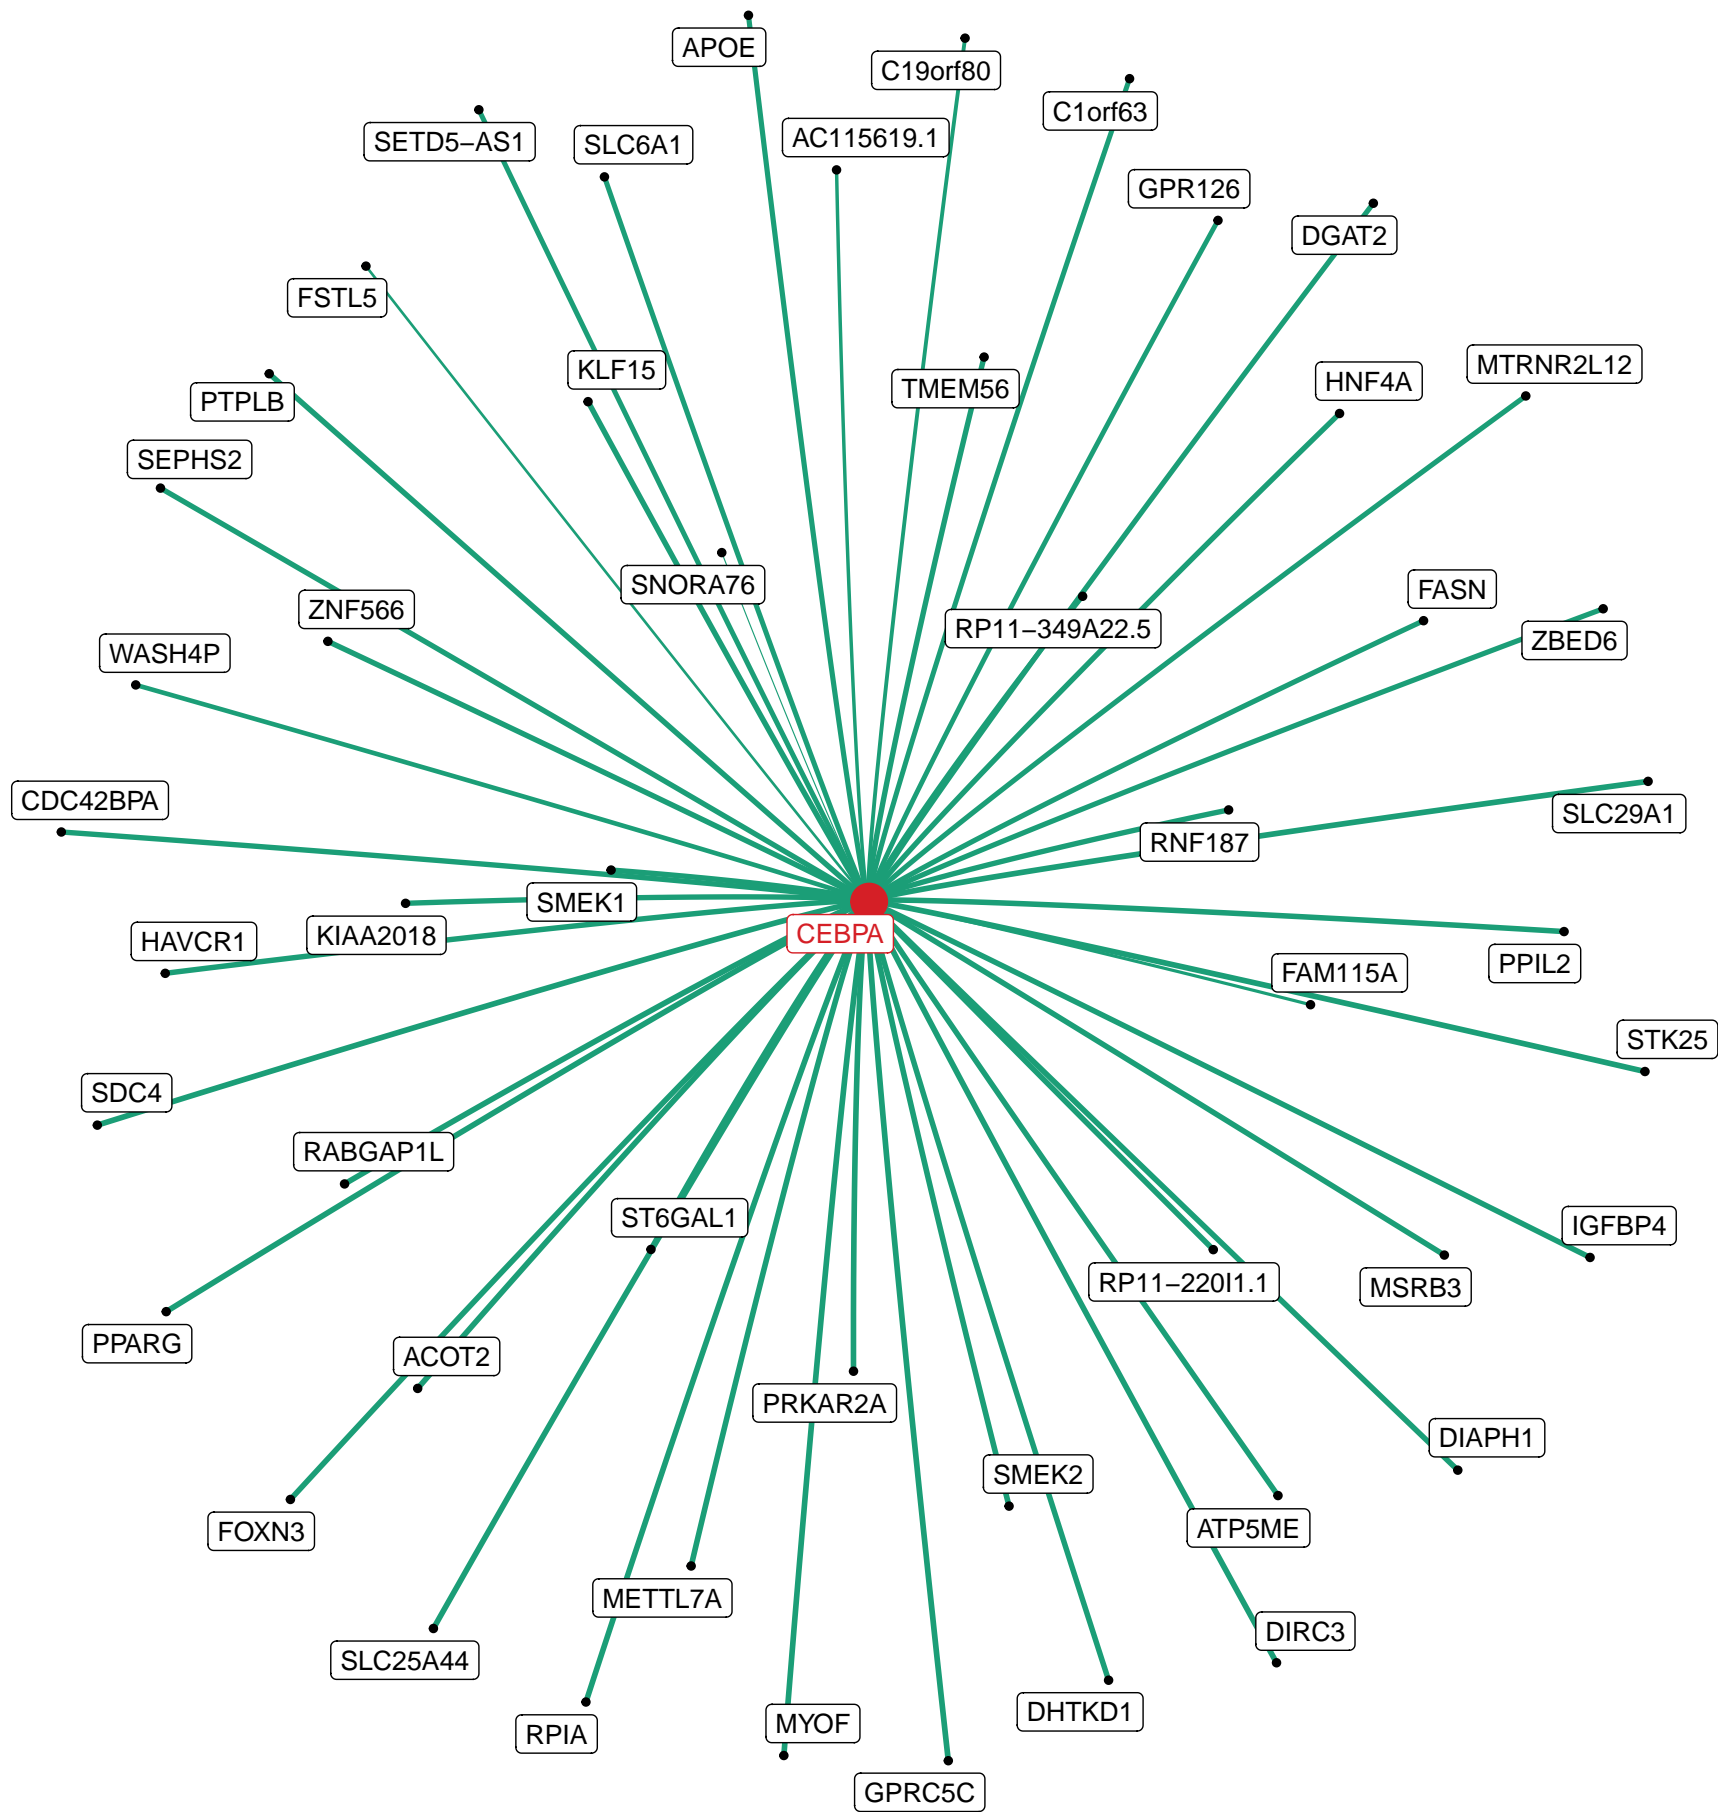 APOE
C19orf80
C1orf63
SETD5−AS1
SLC6A1
AC115619.1
GPR126
DGAT2
FSTL5
KLF15
TMEM56
HNF4A
MTRNR2L12
PTPLB
SEPHS2
SNORA76
FASN
ZNF566
RP11−349A22.5
ZBED6
WASH4P
CDC42BPA
SLC29A1
RNF187
SMEK1
KIAA2018
HAVCR1
CEBPA
PPIL2
FAM115A
STK25
SDC4
RABGAP1L
ST6GAL1
IGFBP4
RP11−220I1.1
MSRB3
PPARG
ACOT2
PRKAR2A
DIAPH1
SMEK2
FOXN3
ATP5ME
METTL7A
DIRC3
SLC25A44
DHTKD1
MYOF
RPIA
GPRC5C